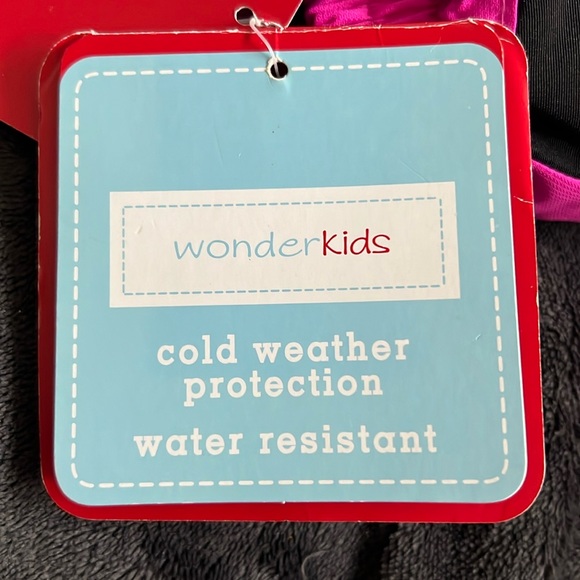 wonderkids
cold weather
protection
water resistant